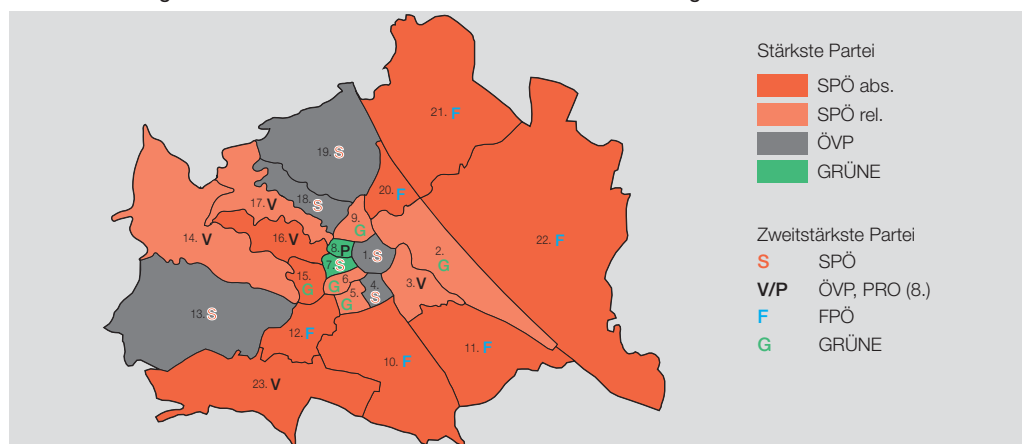 Stärkste Partei
SPÖ abs.
SPÖ rel.
ÖVP
GRÜNE
Zweitstärkste Partei
S SPÖ
V/P ÖVP, PRO (8.)
F FPÖ
G GRÜNE
21. F
19. S
20. F
18. S
17. V
9. G
16. V
14. V
8. P
1. S
2. G
22. F
7. S
15. G
6. G
3. V
4. S
5. G
13. S
12. F
11. F
10. F
23. V